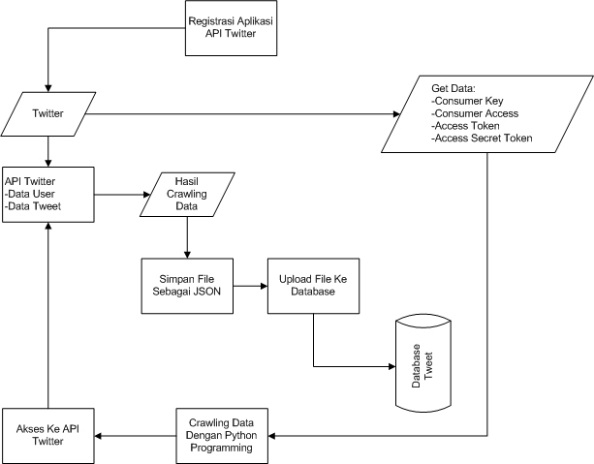 Registrasi Aplikasi
API Twitter
Twitter
Get Data:
-Consumer Key
-Consumer Access
-Access Token
-Access Secret Token
API Twitter
-Data User
-Data Tweet
Hasil
Crawling
Data
Simpan File
Sebagai JSON
Upload File Ke
Database
Database
Tweet
Akses Ke API
Twitter
Crawling Data
Dengan Python
Programming